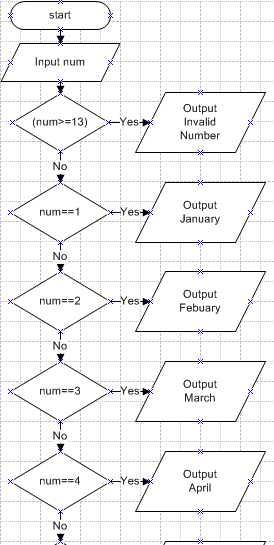 start
Input num
(num>=13)
Yes
Output
Invalid
Number
No
num==1
Yes
Output
January
No
num==2
Yes
Output
Febuary
No
num==3
Yes
Output
March
No
num==4
Yes
Output
April
No